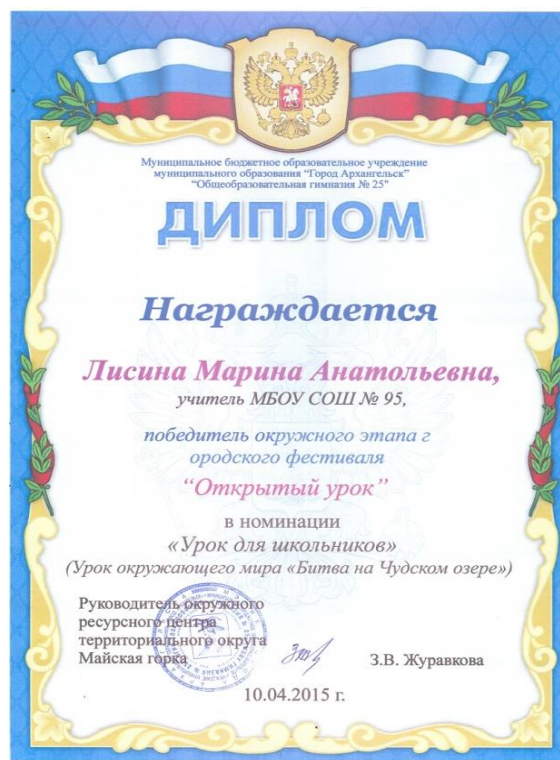 Муниципальное бюджетное образовательное учреждение
муниципального образования "Город Архангельск"
"Общеобразовательная гимназия № 25"
ДИПЛОМ
Награждается
Лисина Марина Анатольевна,
учитель МБОУ СОШ № 95,
победитель окружного этапа г
ородского фестиваля
"Открытый урок"
в номинации
«Урок для школьников»
(Урок окружающего мира «Битва на Чудском озере»)
Руководитель окружного
ресурсного центра
территориального округа
Майская горка З.В. Журавкова
10.04.2015 г.